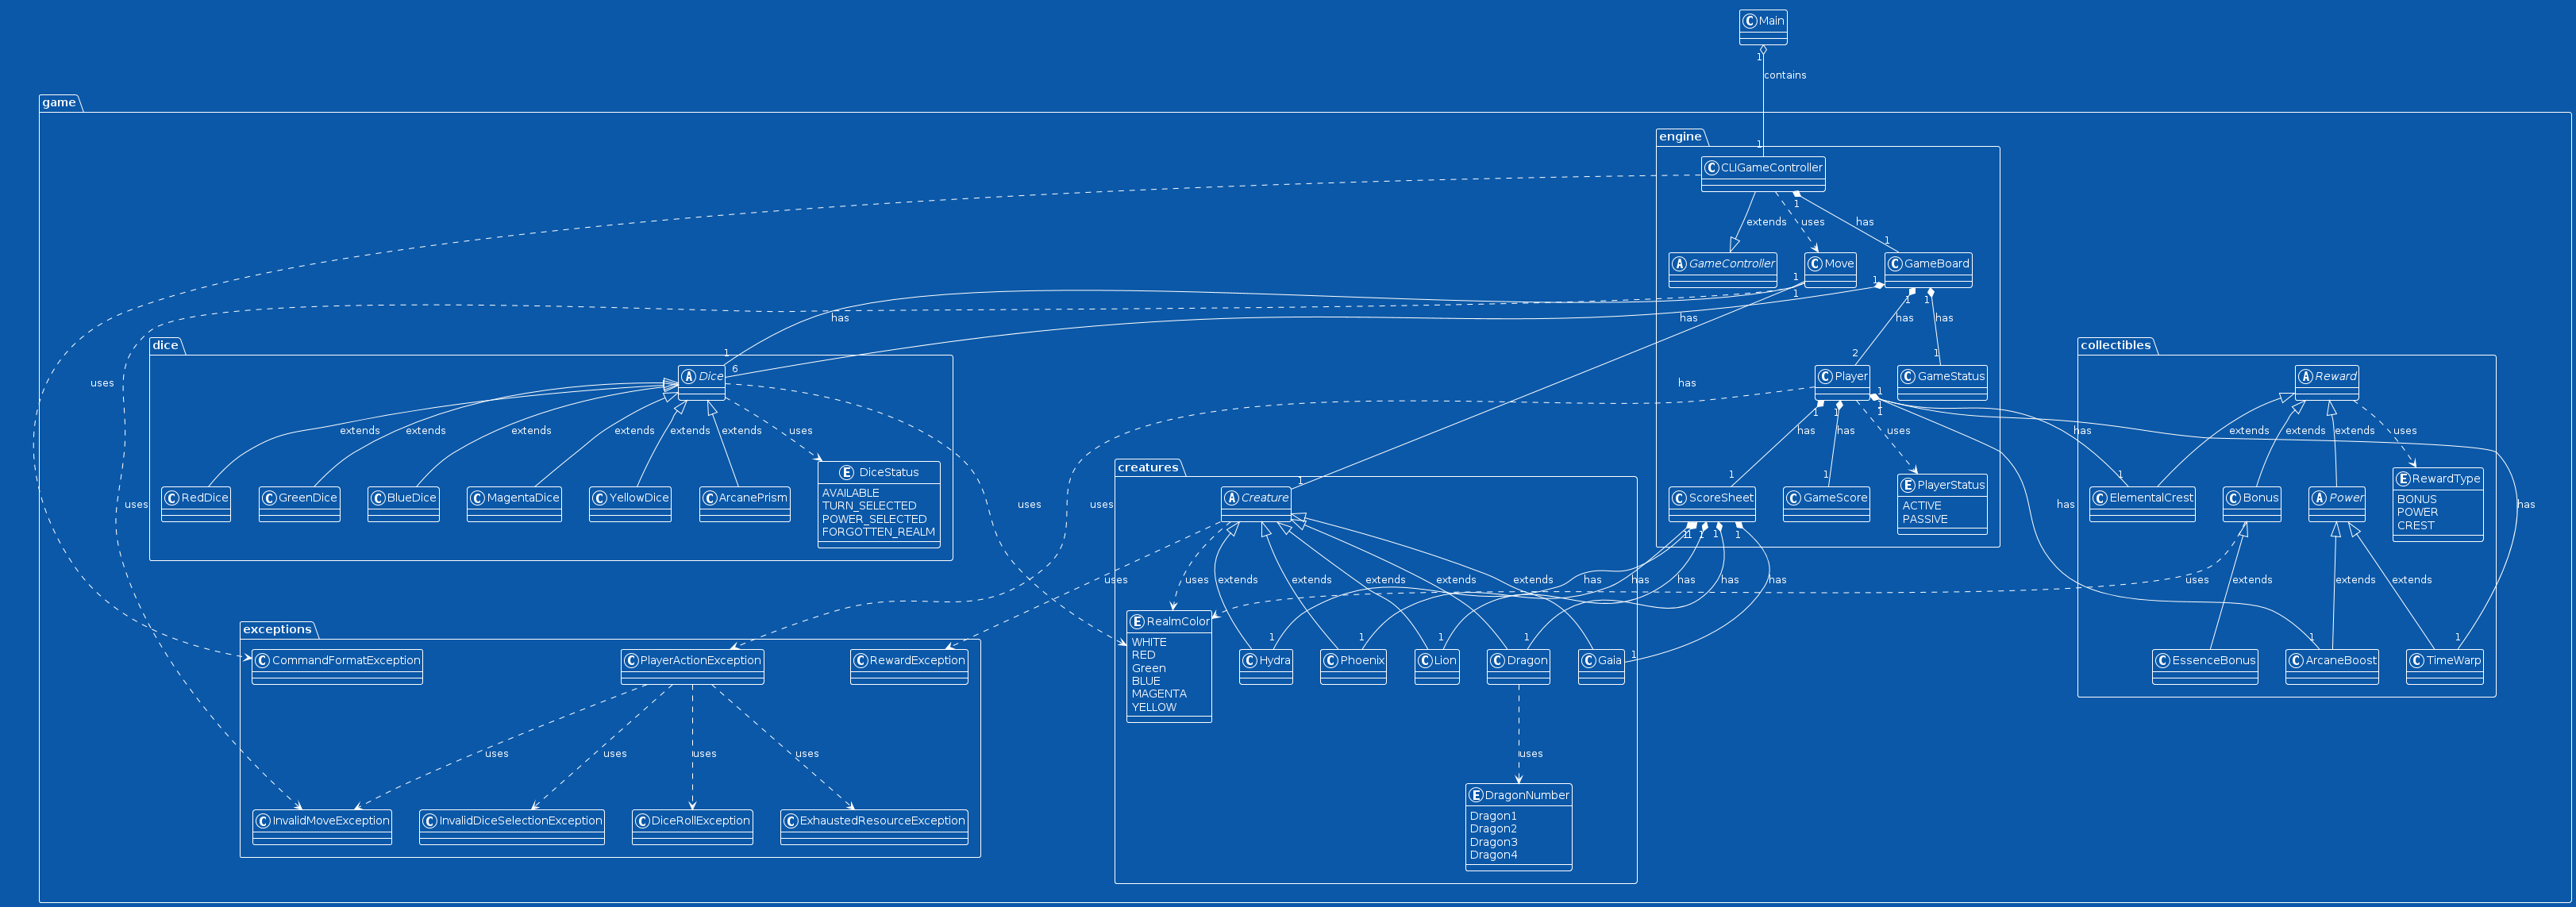 C Main
1
contains
game
engine
1
C CLIGameController
1
extends
uses
has
1
A GameController
C Move
C GameBoard
1
1
1
1
1
has
has
has
has
dice
collectibles
1
6
2
1
A Dice
C Player
C GameStatus
A Reward
uses
has
1
1
1
1
1
extends
extends
extends
extends
extends
extends
uses
has
has
uses
has
extends
extends
extends
uses
creatures
E DiceStatus
AVAILABLE
TURN_SELECTED
POWER_SELECTED
FORGOTTEN_REALM
C RedDice
C GreenDice
C BlueDice
C MagentaDice
C YellowDice
C ArcanePrism
1
A Creature
1
C ScoreSheet
1
C GameScore
E PlayerStatus
ACTIVE
PASSIVE
1
C ElementalCrest
C Bonus
A Power
E RewardType
BONUS
POWER
CREST
uses
uses
uses
has
has
1
1
1
1
1
uses
uses
extends
extends
extends
extends
extends
has
has
has
has
has
uses
extends
extends
extends
exceptions
E RealmColor
WHITE
RED
Green
BLUE
MAGENTA
YELLOW
C CommandFormatException
C PlayerActionException
C RewardException
1
1
1
1
1
C Hydra
C Phoenix
C Lion
C Dragon
C Gaia
1
1
C EssenceBonus
C ArcaneBoost
C TimeWarp
uses
uses
uses
uses
uses
E DragonNumber
Dragon1
Dragon2
Dragon3
Dragon4
C InvalidMoveException
C InvalidDiceSelectionException
C DiceRollException
C ExhaustedResourceException